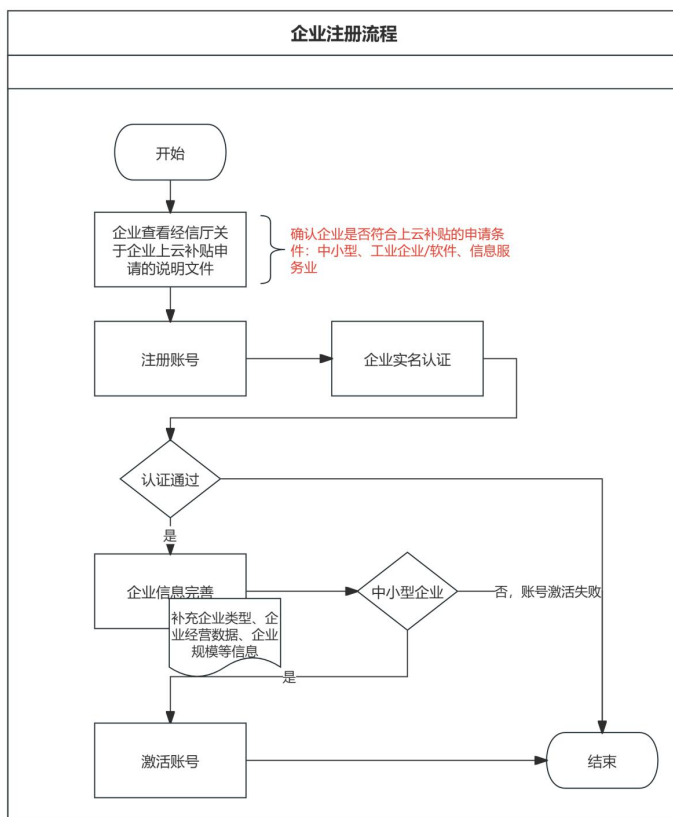 企业注册流程
开始
企业查看经信厅关
于企业上云补贴申
请的说明文件
确认企业是否符合上云补贴的申请条
件：中小型、工业企业/软件、信息服
务业
注册账号
企业实名认证
认证通过
是
企业信息完善
中小型企业
否，账号激活失败
补充企业类型、企
业经营数据、企业
规模等信息
是
激活账号
结束